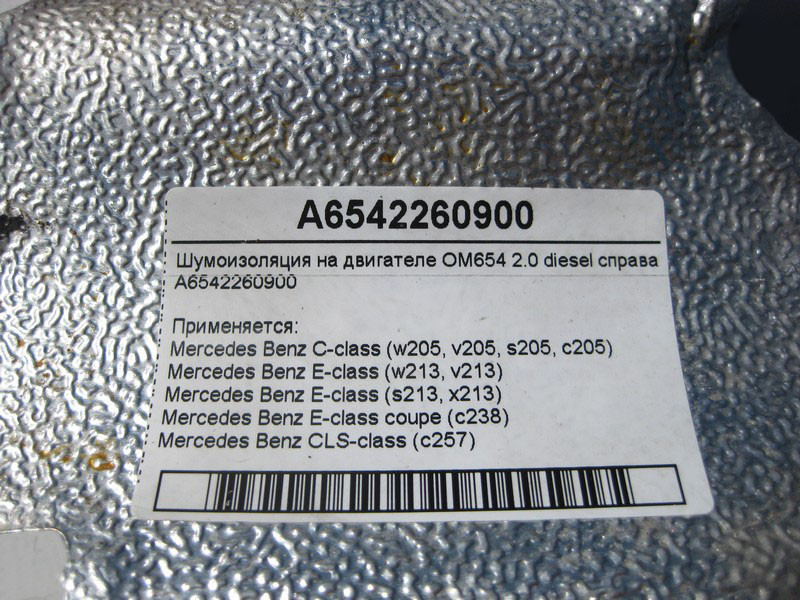 A6542260900
Шумоизоляция на двигателе OM654 2.0 diesel справа
A6542260900
Применяется:
Mercedes Benz C-class (w205, v205, s205, c205)
Mercedes Benz E-class (w213, v213)
Mercedes Benz E-class (s213, x213)
Mercedes Benz E-class coupe (c238)
Mercedes Benz CLS-class (c257)